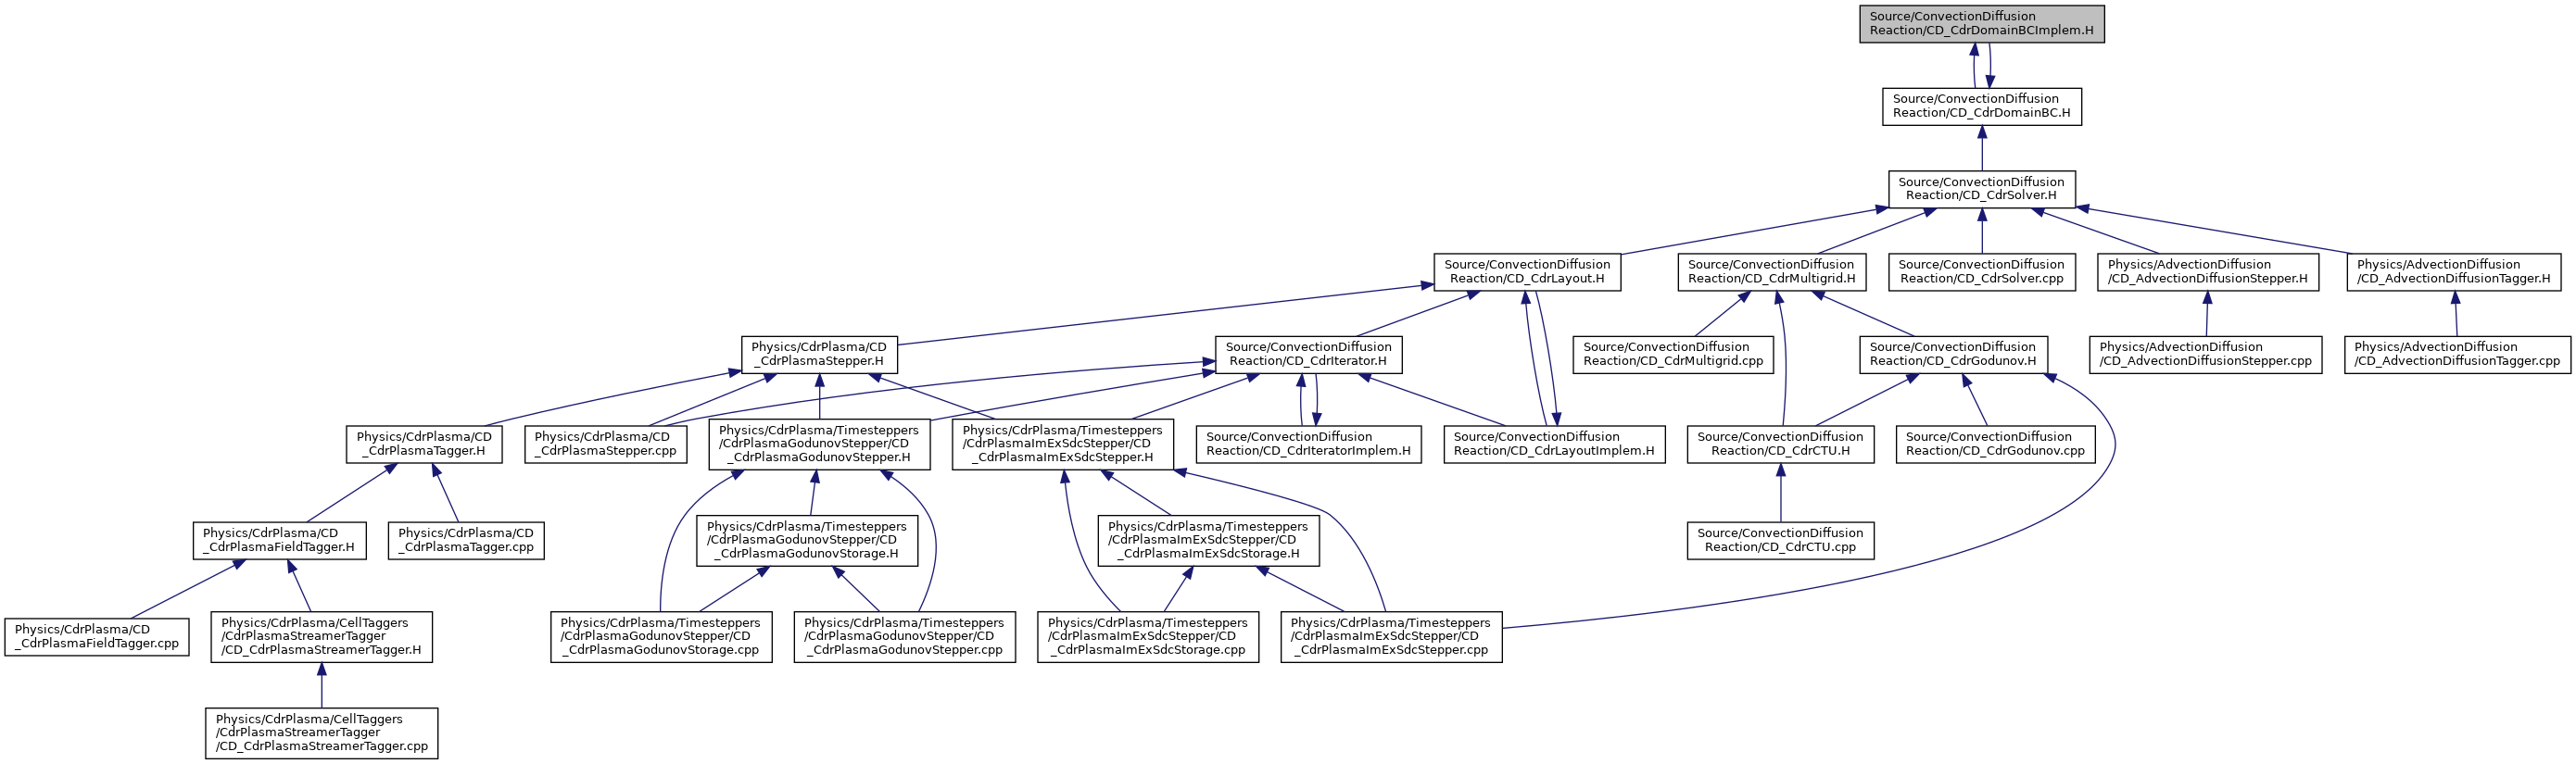 Source/ConvectionDiffusion
Reaction/CD_CdrDomainBCImplem.H
Source/ConvectionDiffusion
Reaction/CD_CdrDomainBC.H
Source/ConvectionDiffusion
Reaction/CD_CdrSolver.H
Source/ConvectionDiffusion
Reaction/CD_CdrLayout.H
Source/ConvectionDiffusion
Reaction/CD_CdrMultigrid.H
Source/ConvectionDiffusion
Reaction/CD_CdrSolver.cpp
Physics/AdvectionDiffusion
/CD_AdvectionDiffusionStepper.H
Physics/AdvectionDiffusion
/CD_AdvectionDiffusionTagger.H
Physics/CdrPlasma/CD
_CdrPlasmaStepper.H
Source/ConvectionDiffusion
Reaction/CD_CdrIterator.H
Source/ConvectionDiffusion
Reaction/CD_CdrMultigrid.cpp
Source/ConvectionDiffusion
Reaction/CD_CdrGodunov.H
Physics/AdvectionDiffusion
/CD_AdvectionDiffusionStepper.cpp
Physics/AdvectionDiffusion
/CD_AdvectionDiffusionTagger.cpp
Physics/CdrPlasma/CD
_CdrPlasmaTagger.H
Physics/CdrPlasma/CD
_CdrPlasmaStepper.cpp
Physics/CdrPlasma/Timesteppers
/CdrPlasmaGodunovStepper/CD
_CdrPlasmaGodunovStepper.H
Physics/CdrPlasma/Timesteppers
/CdrPlasmaImExSdcStepper/CD
_CdrPlasmaImExSdcStepper.H
Source/ConvectionDiffusion
Reaction/CD_CdrIteratorImplem.H
Source/ConvectionDiffusion
Reaction/CD_CdrLayoutImplem.H
Source/ConvectionDiffusion
Reaction/CD_CdrCTU.H
Source/ConvectionDiffusion
Reaction/CD_CdrGodunov.cpp
Physics/CdrPlasma/CD
_CdrPlasmaFieldTagger.H
Physics/CdrPlasma/CD
_CdrPlasmaTagger.cpp
Physics/CdrPlasma/Timesteppers
/CdrPlasmaGodunovStepper/CD
_CdrPlasmaGodunovStorage.H
Physics/CdrPlasma/Timesteppers
/CdrPlasmaImExSdcStepper/CD
_CdrPlasmaImExSdcStorage.H
Source/ConvectionDiffusion
Reaction/CD_CdrCTU.cpp
Physics/CdrPlasma/CD
_CdrPlasmaFieldTagger.cpp
Physics/CdrPlasma/CellTaggers
/CdrPlasmaStreamerTagger
/CD_CdrPlasmaStreamerTagger.H
Physics/CdrPlasma/Timesteppers
/CdrPlasmaGodunovStepper/CD
_CdrPlasmaGodunovStorage.cpp
Physics/CdrPlasma/Timesteppers
/CdrPlasmaGodunovStepper/CD
_CdrPlasmaGodunovStepper.cpp
Physics/CdrPlasma/Timesteppers
/CdrPlasmaImExSdcStepper/CD
_CdrPlasmaImExSdcStorage.cpp
Physics/CdrPlasma/Timesteppers
/CdrPlasmaImExSdcStepper/CD
_CdrPlasmaImExSdcStepper.cpp
Physics/CdrPlasma/CellTaggers
/CdrPlasmaStreamerTagger
/CD_CdrPlasmaStreamerTagger.cpp